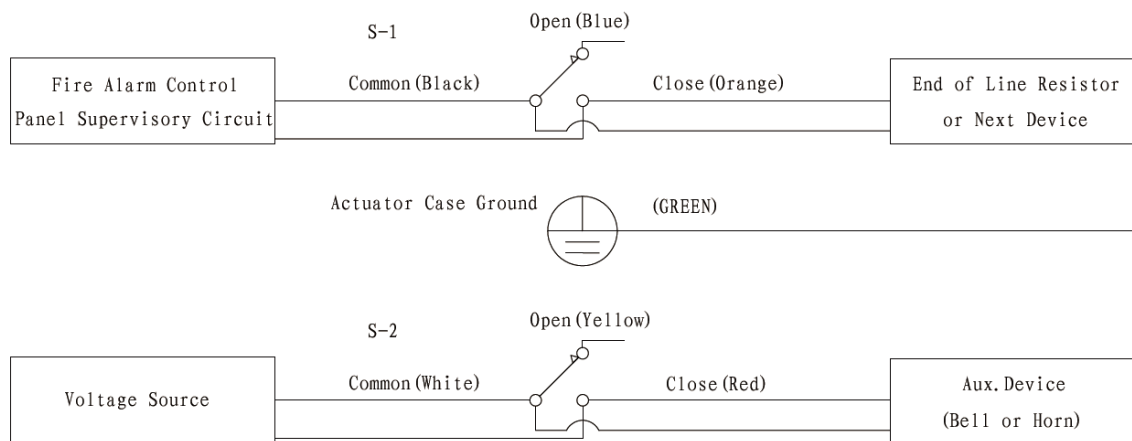 S-1
Open(Blue)
Fire Alarm Control
Panel Supervisory Circuit
Common(Black)
Close(Orange)
End of Line Resistor
or Next Device
Actuator Case Ground
(GREEN)
S-2
Open(Yellow)
Voltage Source
Common(White)
Close(Red)
Aux.Device
(Bell or Horn)